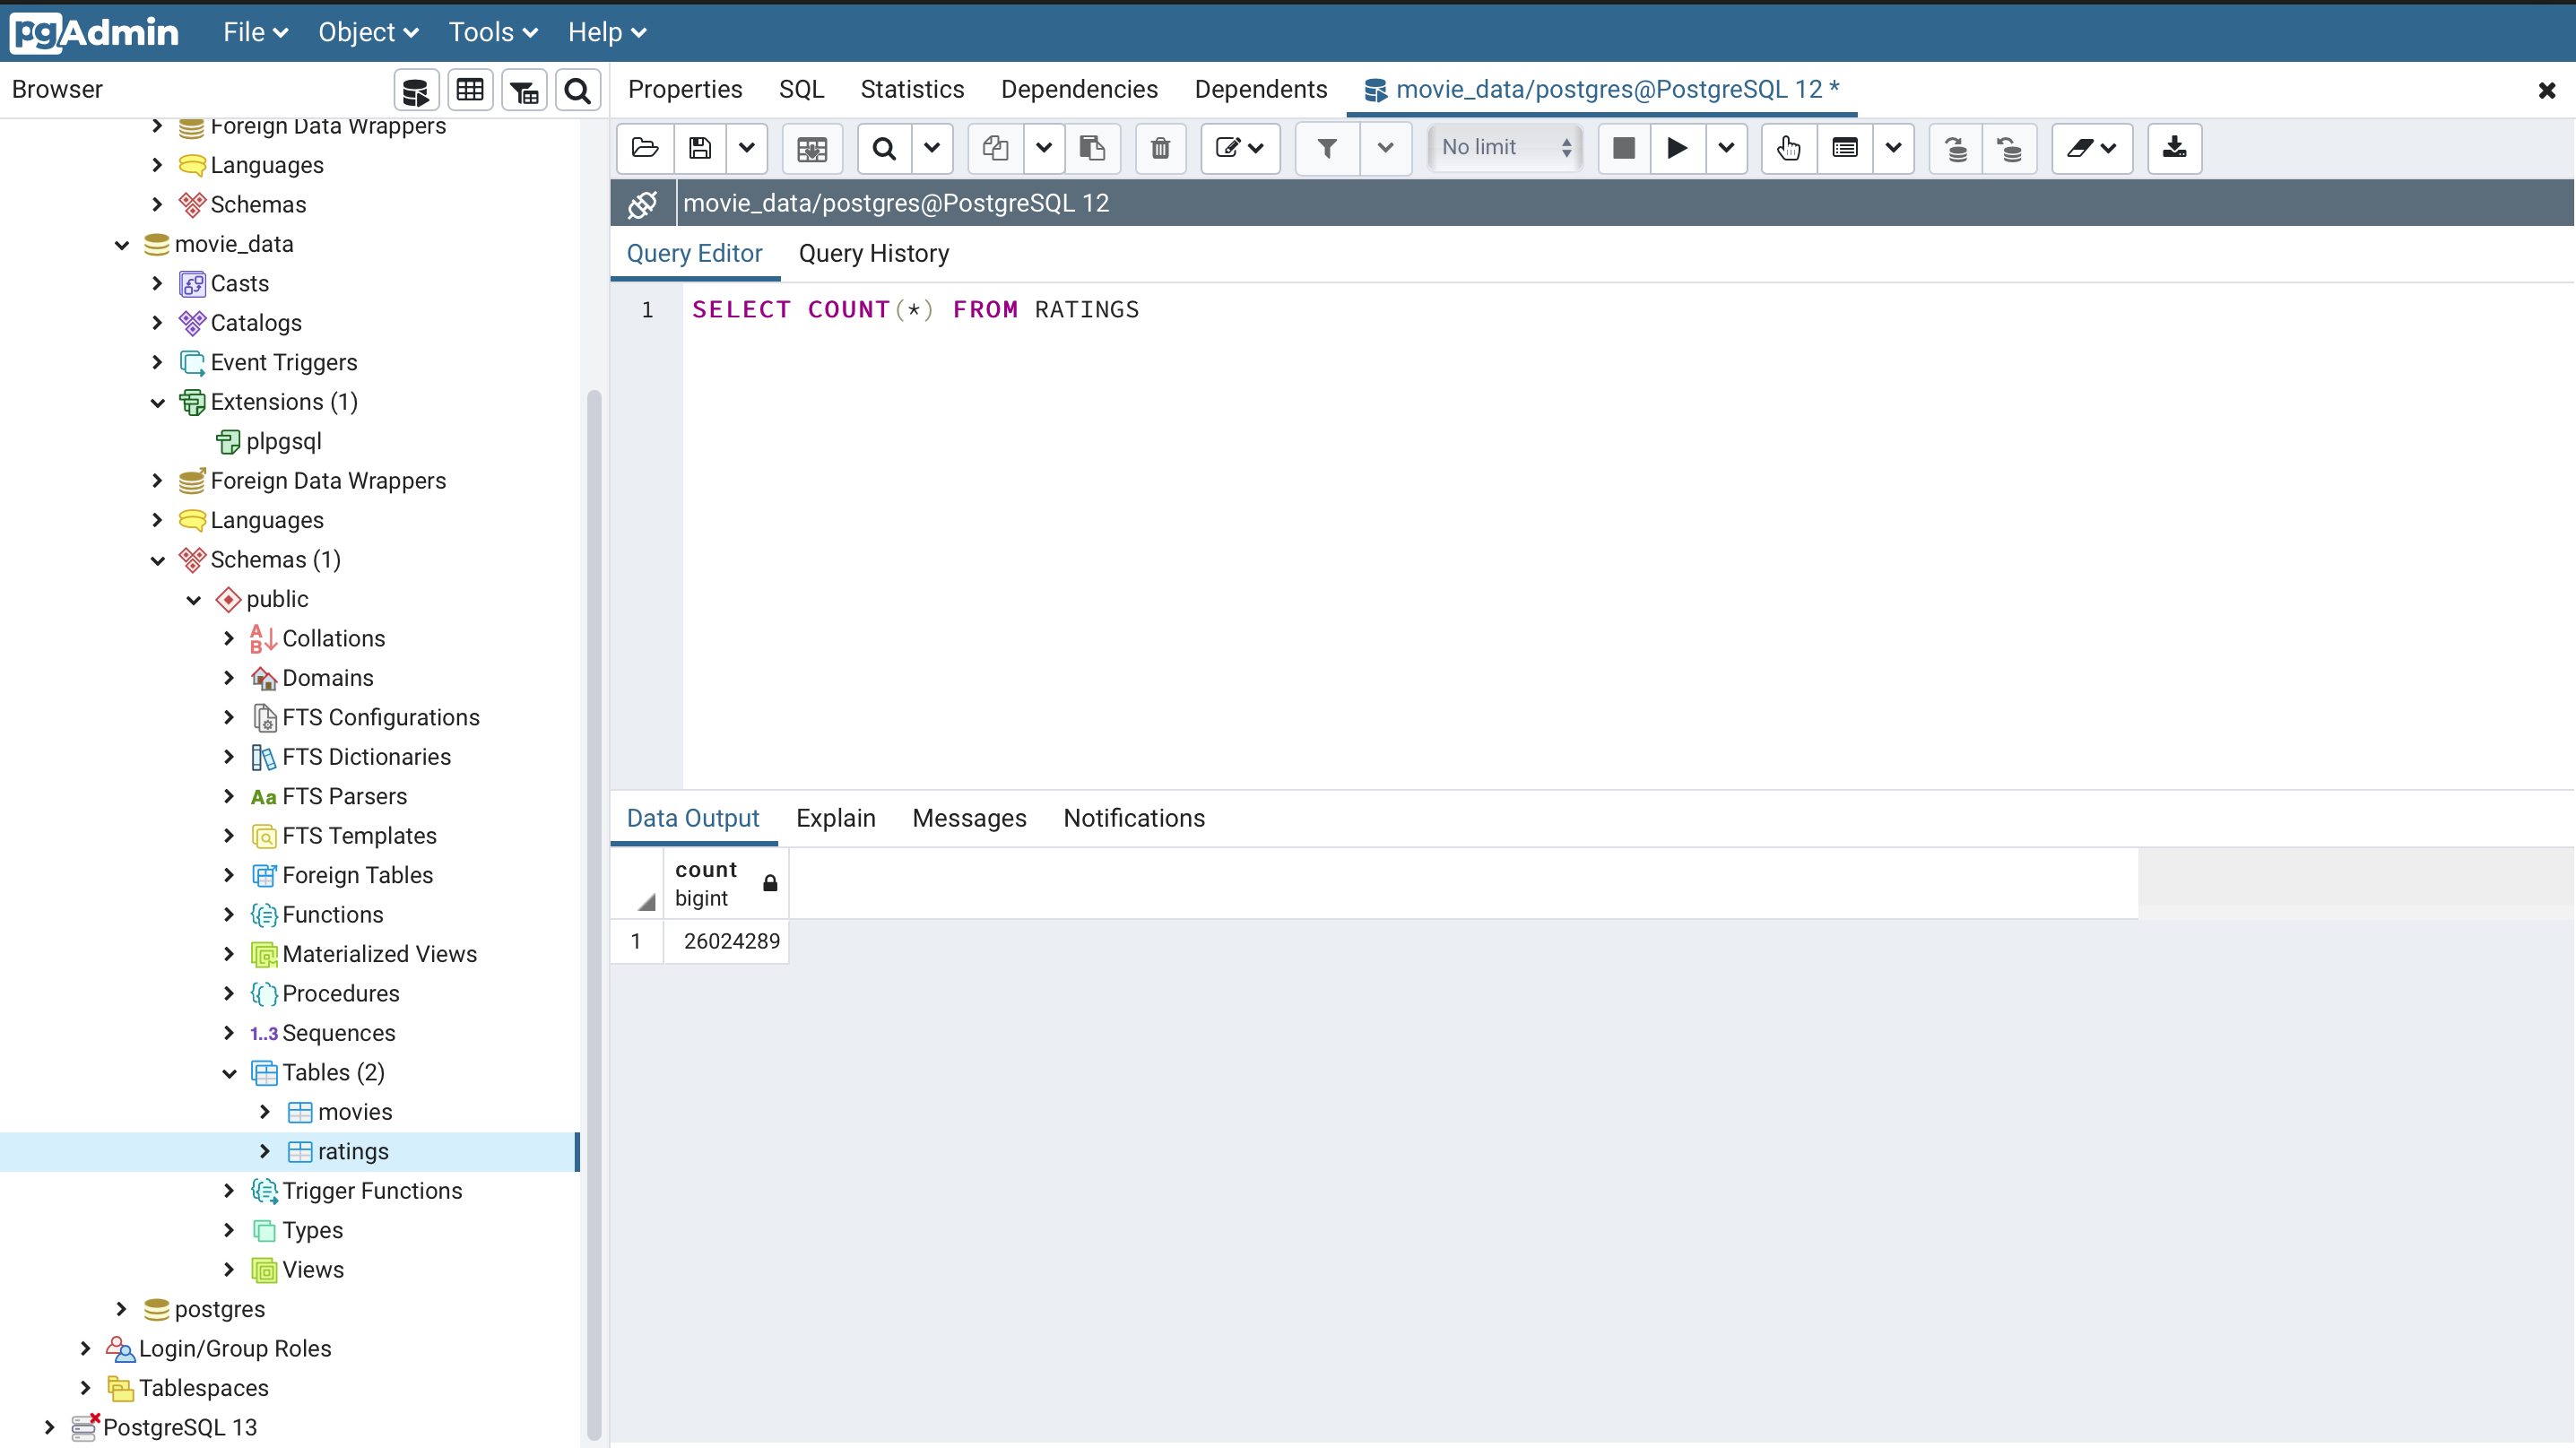 pgAdmin File Object Tools Help
Browser
Properties SQL Statistics Dependencies Dependents movie_data/postgres@PostgreSQL 12 *
Foreign Data Wrappers
Languages
Schemas
movie_data
Casts
Catalogs
Event Triggers
Extensions (1)
plpgsql
Foreign Data Wrappers
Languages
Schemas (1)
public
Collations
Domains
FTS Configurations
FTS Dictionaries
Aa FTS Parsers
FTS Templates
Foreign Tables
Functions
Materialized Views
Procedures
1..3 Sequences
Tables (2)
movies
ratings
Trigger Functions
Types
Views
postgres
Login/Group Roles
Tablespaces
PostgreSQL 13
No limit
movie_data/postgres@PostgreSQL 12
Query Editor Query History
1 SELECT COUNT(*) FROM RATINGS
Data Output Explain Messages Notifications
count
bigint
1 26024289